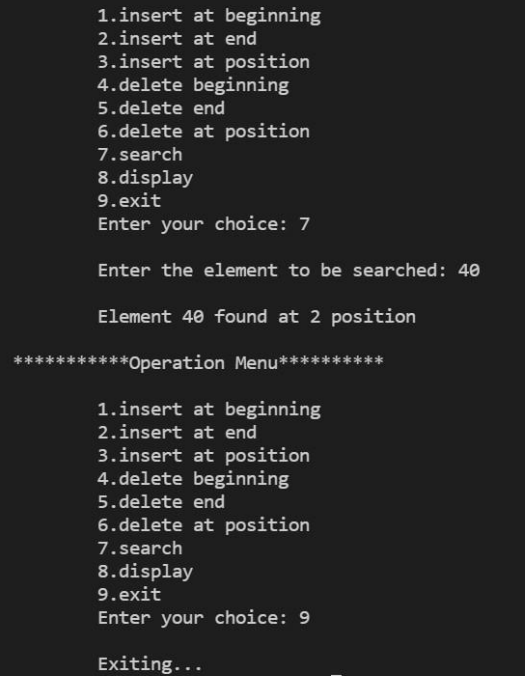 1.insert at beginning
2.insert at end
3.insert at position
4.delete beginning
5.delete end
6.delete at position
7.search
8.display
9.exit
Enter your choice: 7
Enter the element to be searched: 40
Element 40 found at 2 position
***********Operation Menu**********
1.insert at beginning
2.insert at end
3.insert at position
4.delete beginning
5.delete end
6.delete at position
7.search
8.display
9.exit
Enter your choice: 9
Exiting...